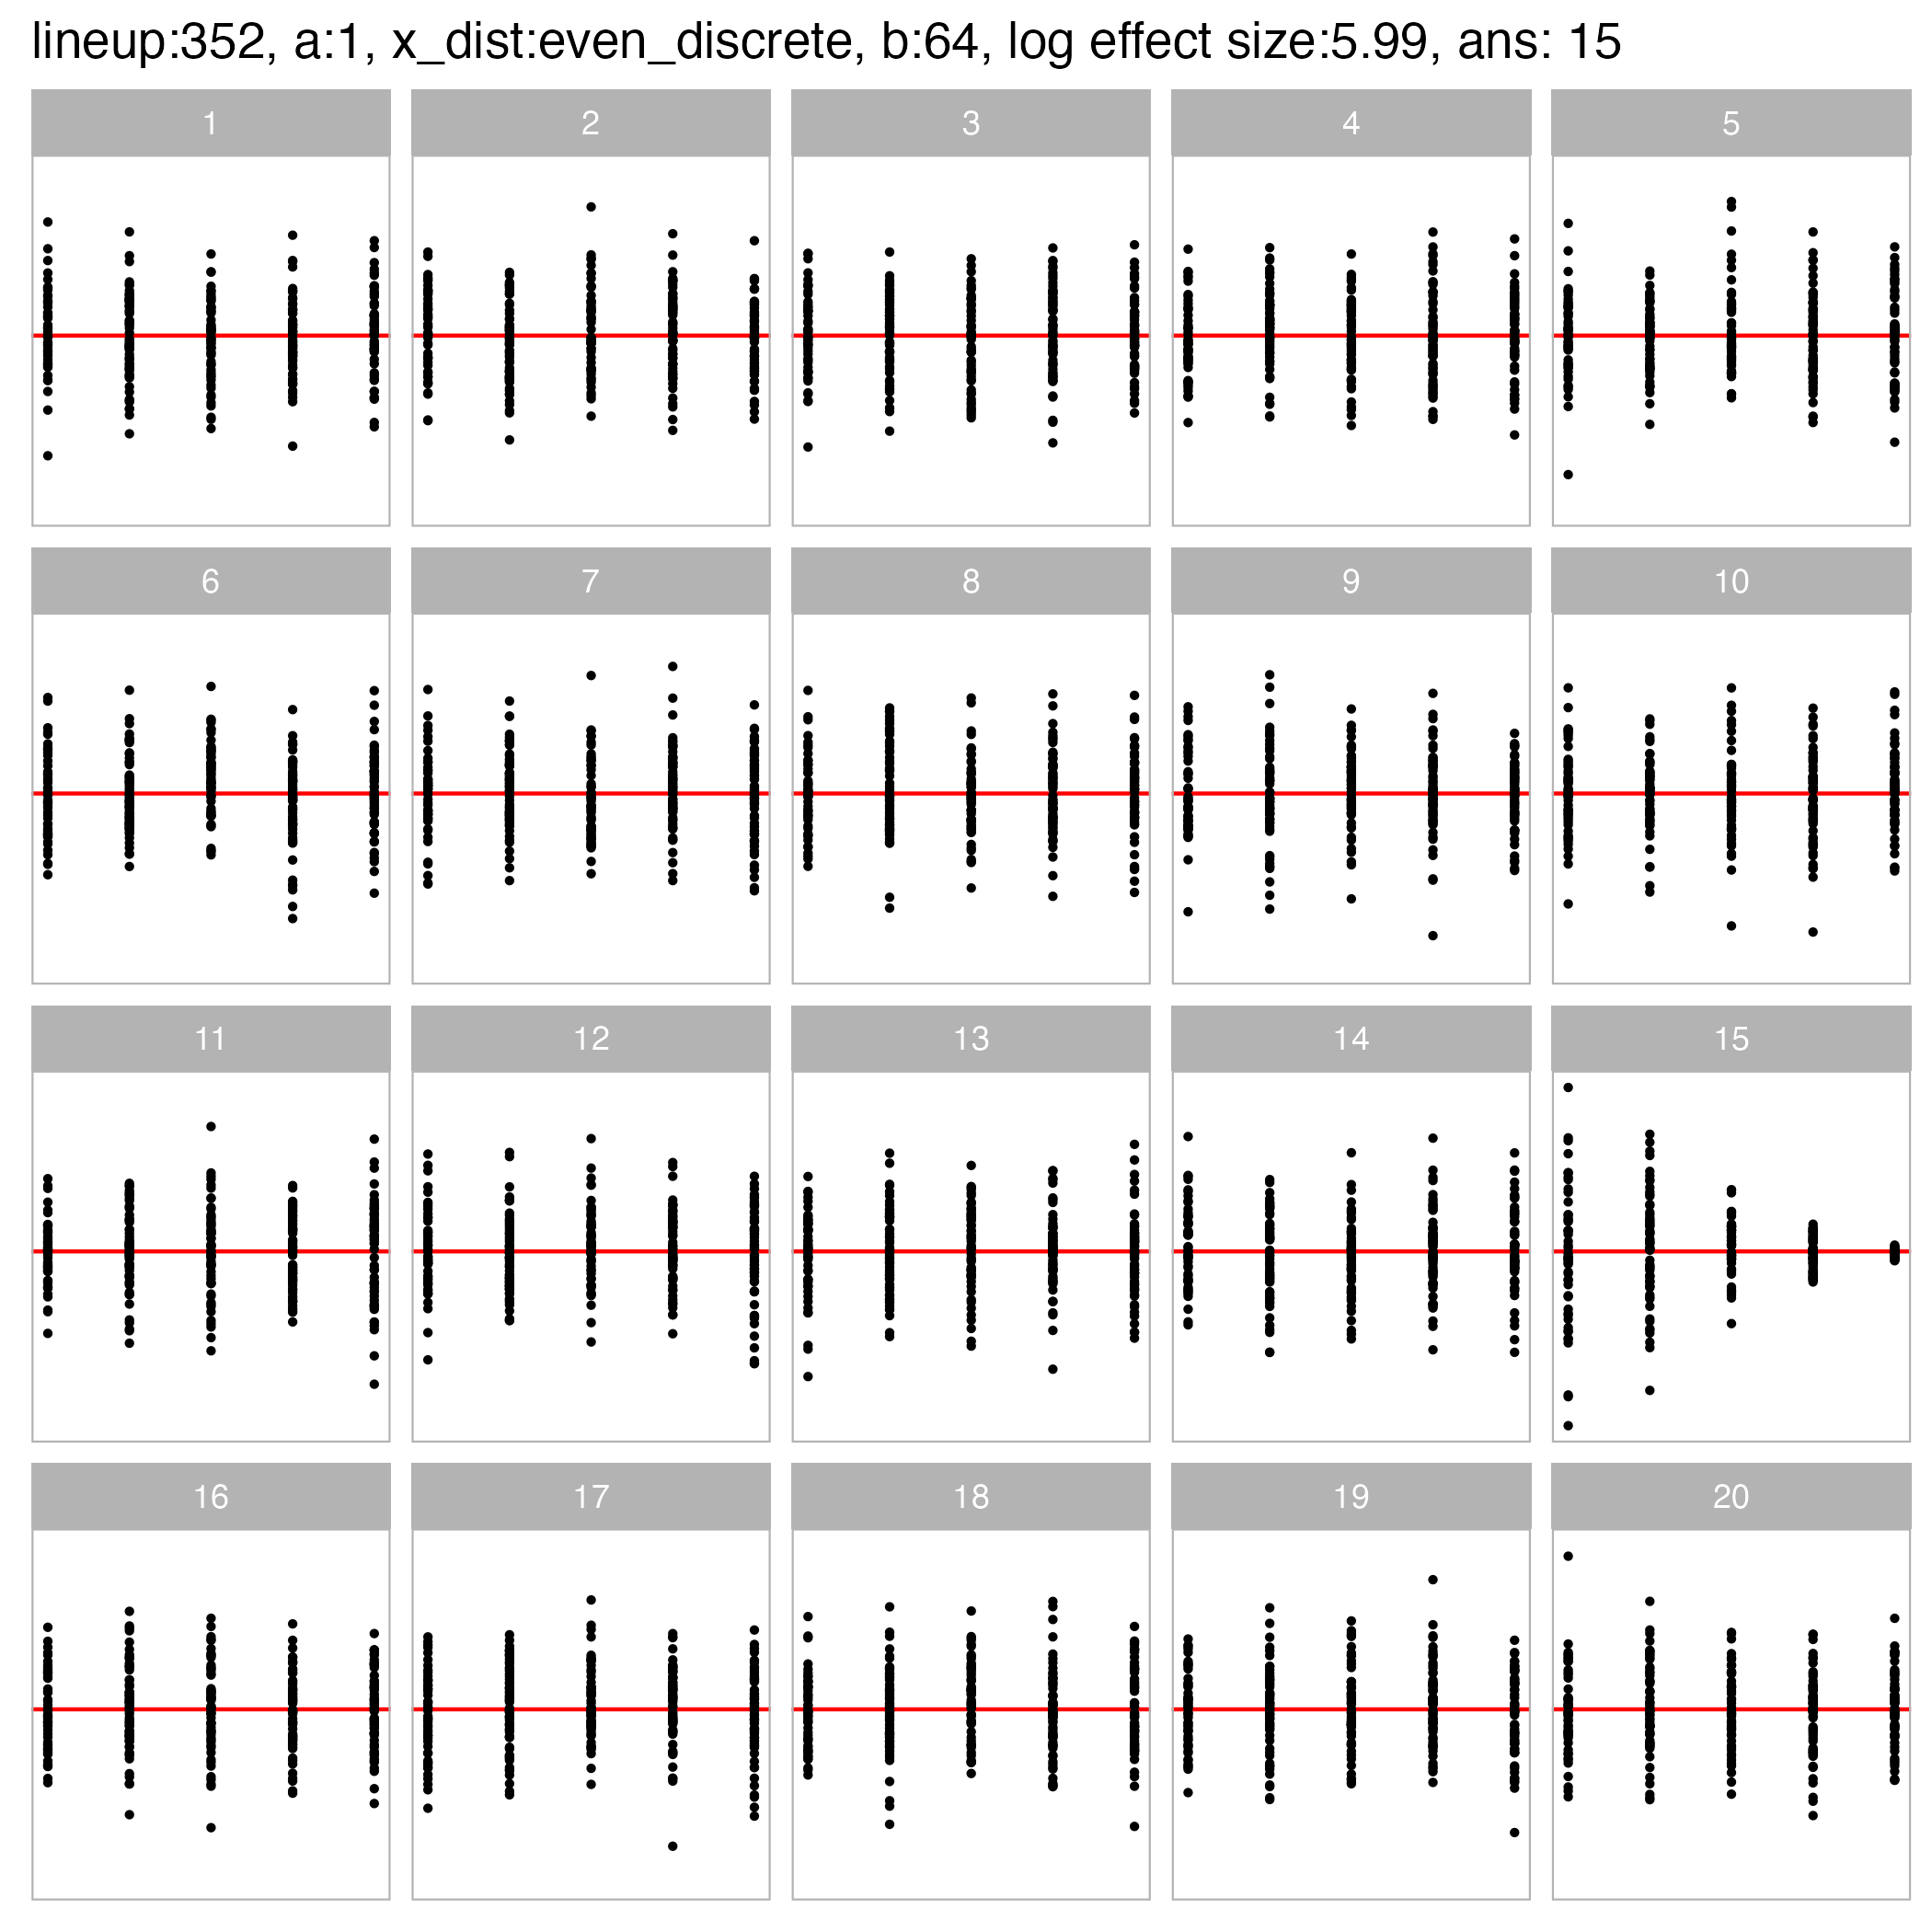 lineup:352, a:1, x_dist:even_discrete, b:64, log effect size:5.99, ans: 15
1 2 3 4 5
6 7 8 9 10
11 12 13 14 15
16 17 18 19 20